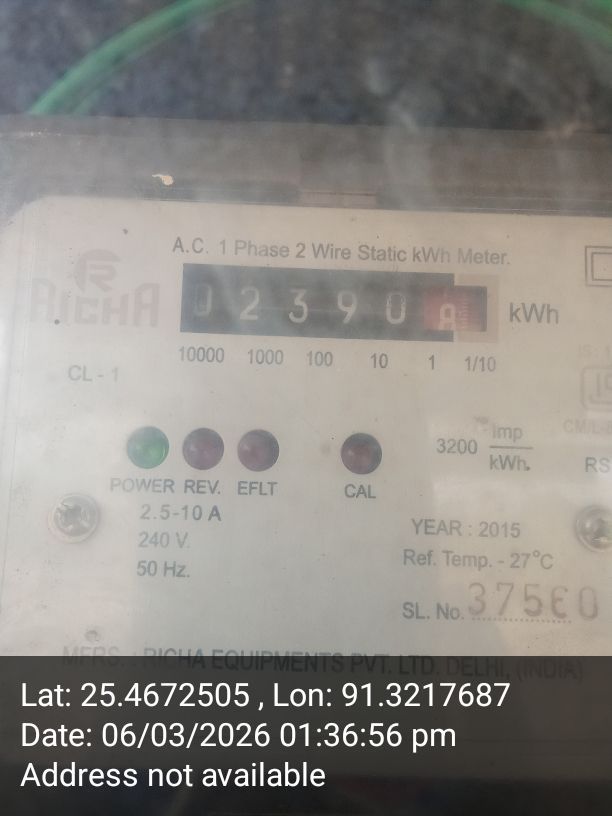 A.C. 1 Phase 2 Wire Static kWh Meter.
R
RICHA
0 2 3 9 0 kWh
10000 1000 100 10 1 1/10
CL - 1
3200 imp
kWh.
POWER REV. EFLT CAL
RS
2.5-10 A
240 V.
50 Hz.
YEAR : 2015
Ref. Temp. - 27°C
SL. No.
MFRS. : RICHA EQUIPMENTS PVT. LTD. DELHI, (INDIA)
Lat: 25.4672505 , Lon: 91.3217687
Date: 06/03/2026 01:36:56 pm
Address not available